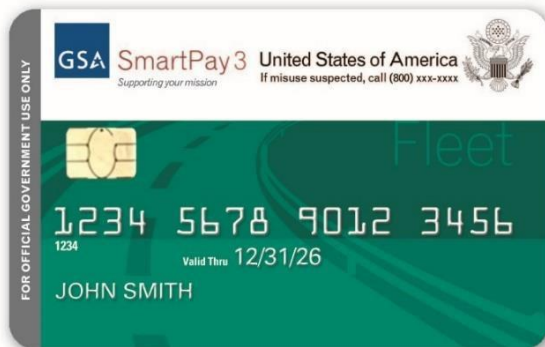 FOR OFFICIAL GOVERNMENT USE ONLY
GSA SmartPay 3
Supporting your mission
United States of America
If misuse suspected, call (800) xxx-xxxx
Fleet
1234 5678 9012 3456
1234
Valid Thru 12/31/26
JOHN SMITH